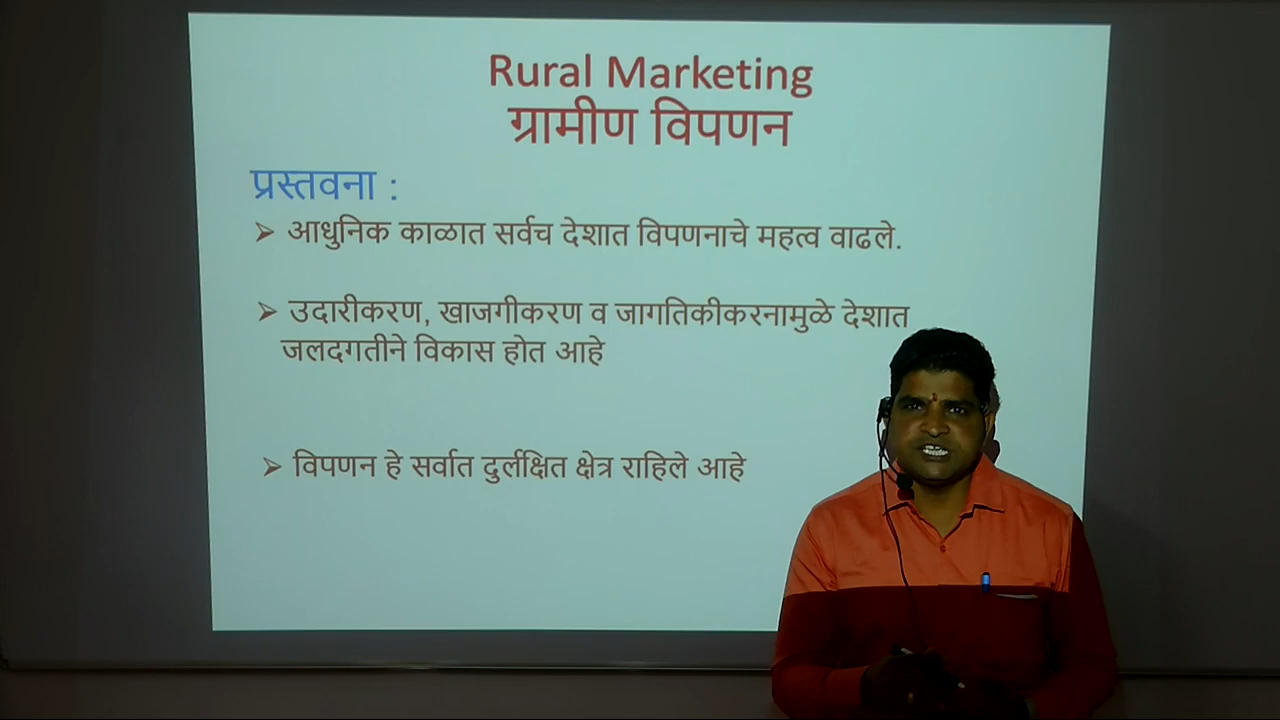 Rural Marketing
ग्रामीण विपणन
प्रस्तवना :
➢ आधुनिक काळात सर्वच देशात विपणनाचे महत्व वाढले.
➢ उदारीकरण, खाजगीकरण व जागतिकीकरनामुळे देशात
जलदगतीने विकास होत आहे
➢ विपणन हे सर्वात दुर्लक्षित क्षेत्र राहिले आहे